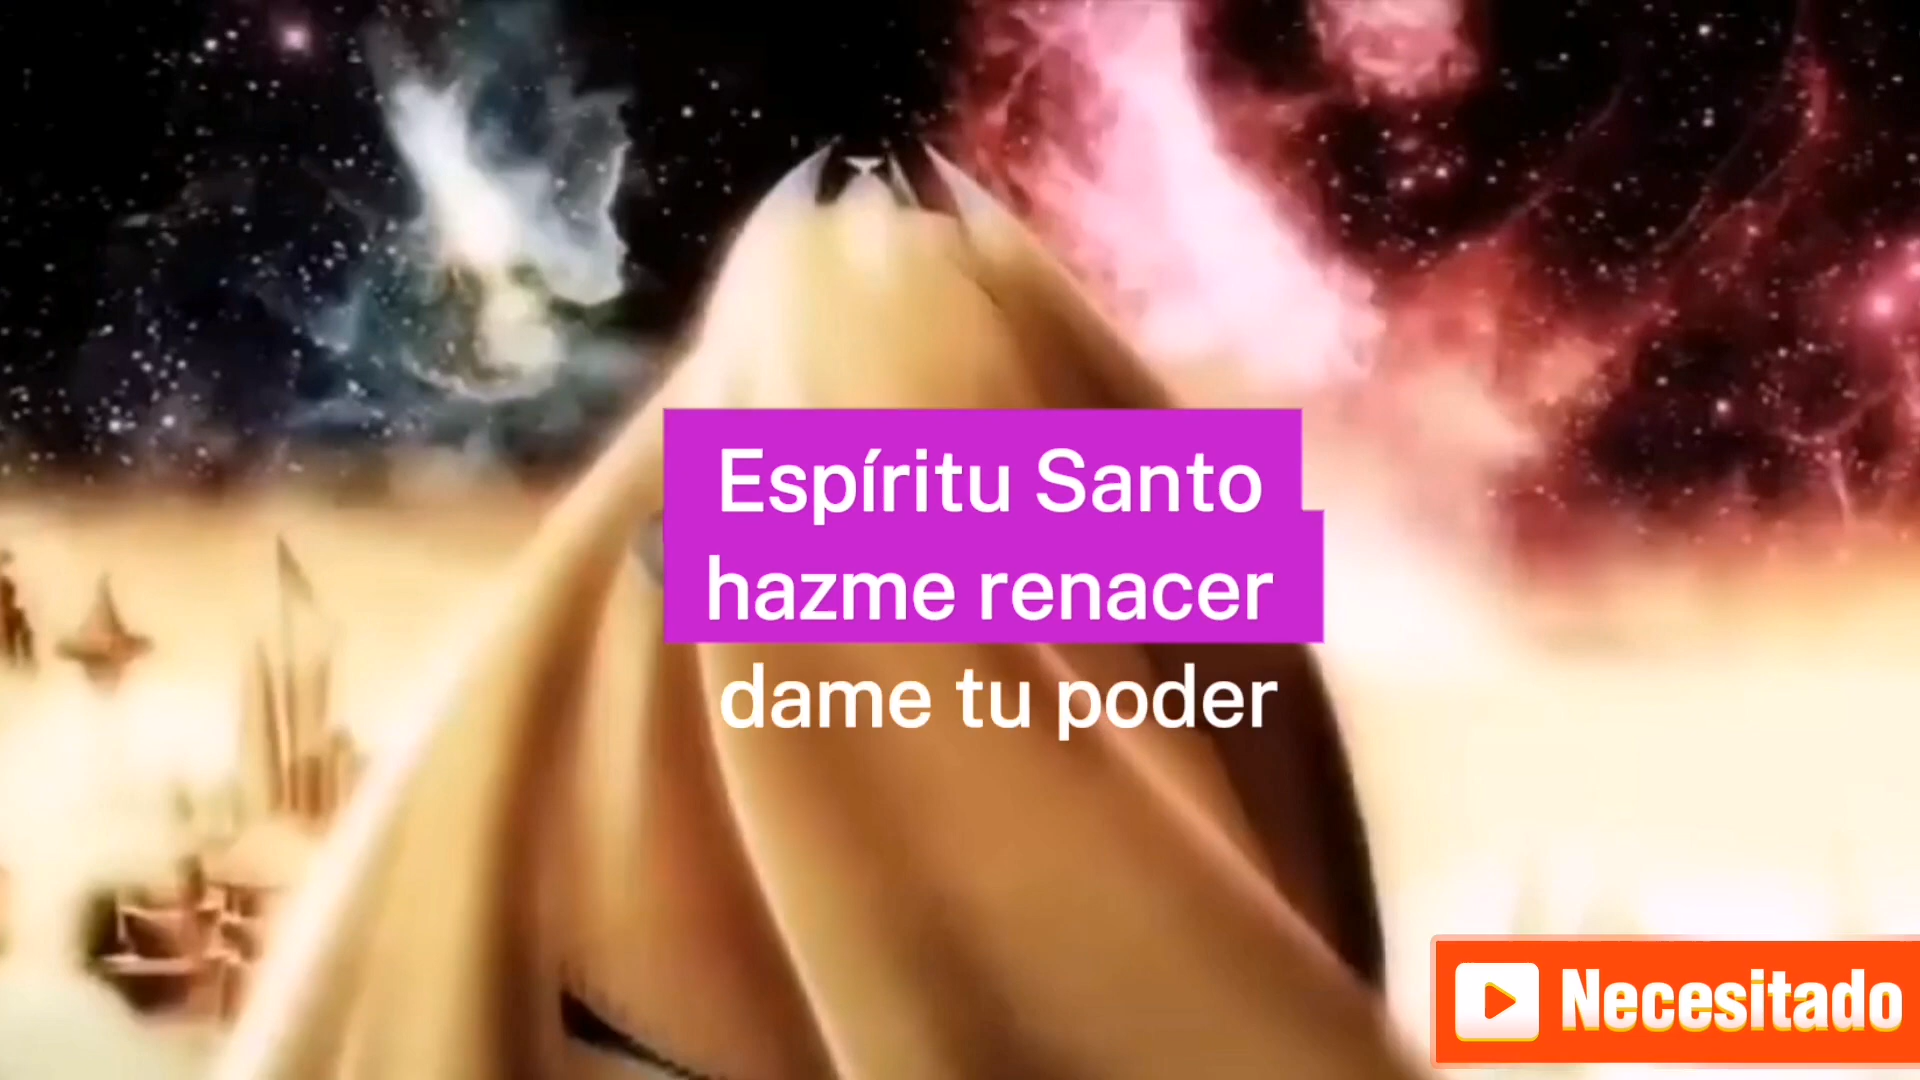 Espíritu Santo
hazme renacer
dame tu poder
Necesitado